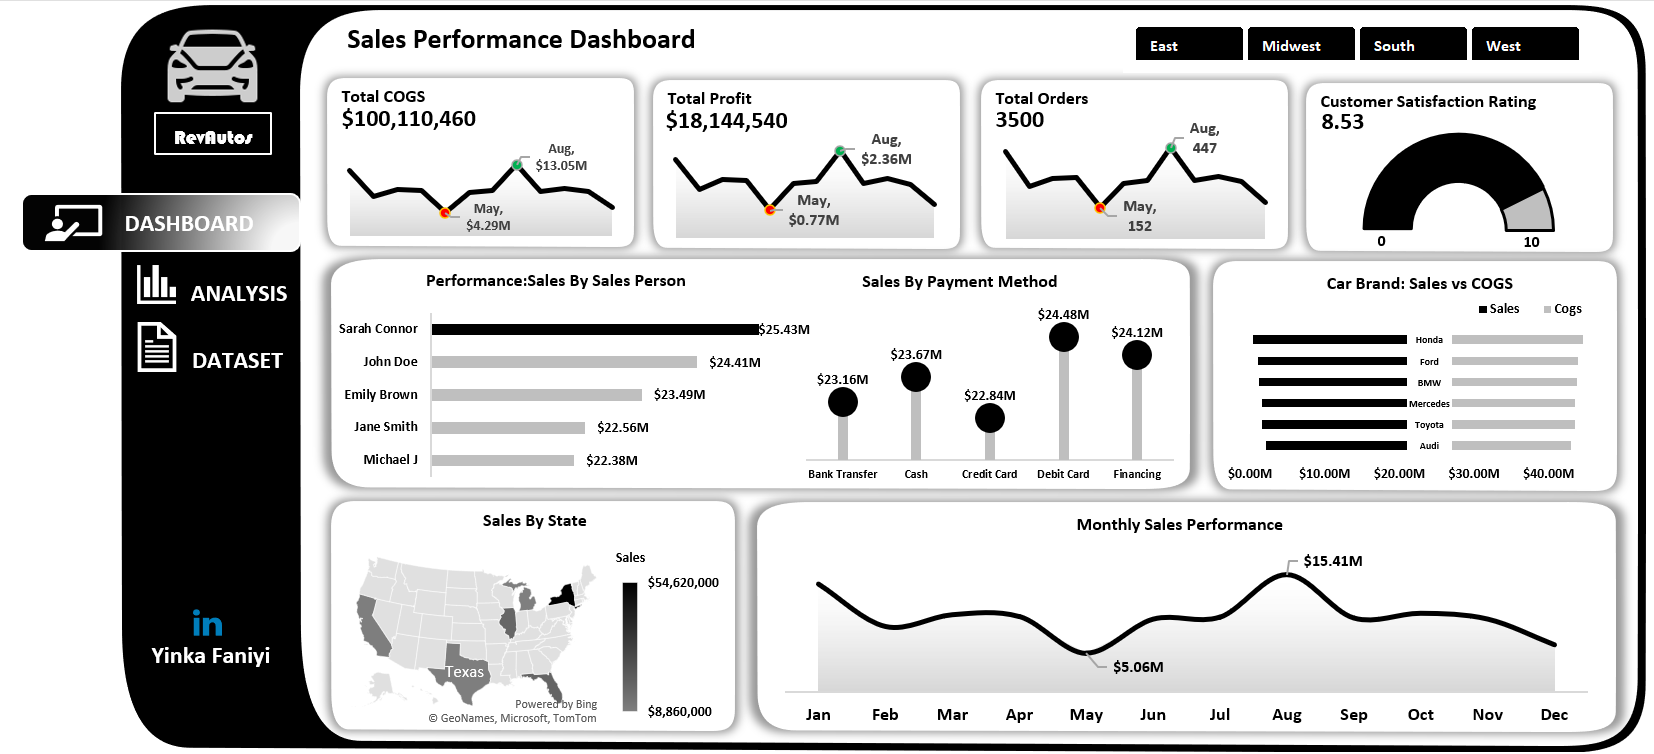 Sales Performance Dashboard
East
Midwest
South
West
RevAutos
DASHBOARD
ANALYSIS
DATASET
in
Yinka Faniyi
Total COGS
$100,110,460
Aug,
$13.05M
May,
$4.29M
Total Profit
$18,144,540
Aug,
$2.36M
May,
$0.77M
Total Orders
3500
Aug,
447
May,
152
Customer Satisfaction Rating
8.53
0
10
Performance:Sales By Sales Person
Sarah Connor
$25.43M
John Doe
$24.41M
Emily Brown
$23.49M
Jane Smith
$22.56M
Michael J
$22.38M
Sales By Payment Method
$23.16M
$23.67M
$22.84M
$24.48M
$24.12M
Bank Transfer
Cash
Credit Card
Debit Card
Financing
Car Brand: Sales vs COGS
Sales
Cogs
Honda
Ford
BMW
Mercedes
Toyota
Audi
$0.00M
$10.00M
$20.00M
$30.00M
$40.00M
Sales By State
Sales
$54,620,000
$8,860,000
Texas
Powered by Bing
© GeoNames, Microsoft, TomTom
Monthly Sales Performance
$15.41M
$5.06M
Jan
Feb
Mar
Apr
May
Jun
Jul
Aug
Sep
Oct
Nov
Dec